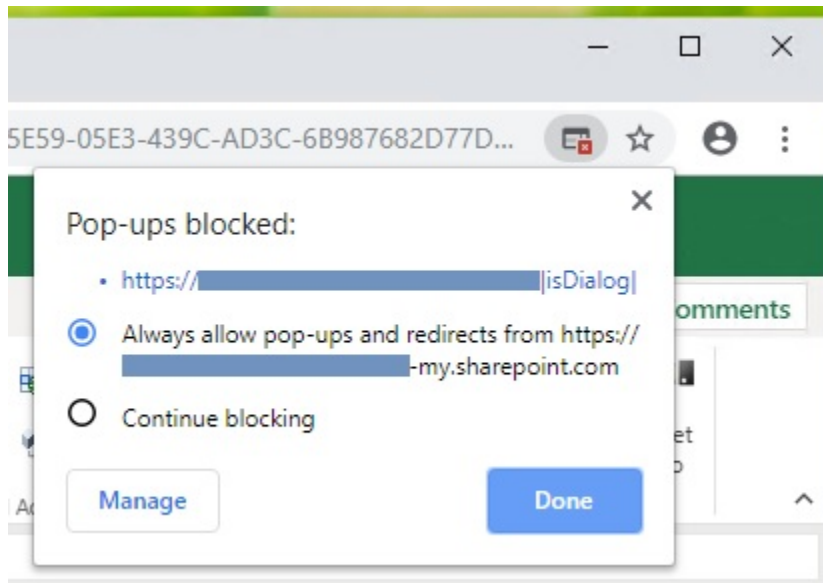 5E59-05E3-439C-AD3C-6B987682D77D...
Pop-ups blocked:
• https:// |isDialog|
omments
Always allow pop-ups and redirects from https://
-my.sharepoint.com
et
Continue blocking
Manage
Done